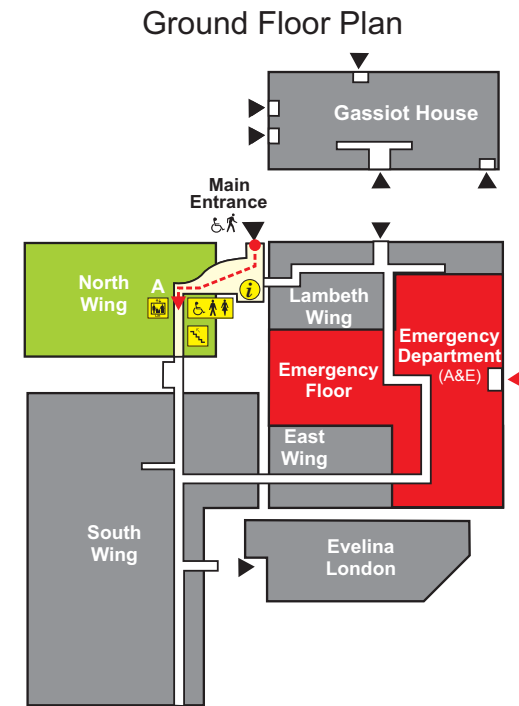 Ground Floor Plan
Gassiot House
Main
Entrance
North
Wing
A
i
Lambeth
Wing
Emergency
Department
(A&E)
Emergency
Floor
East
Wing
South
Wing
Evelina
London